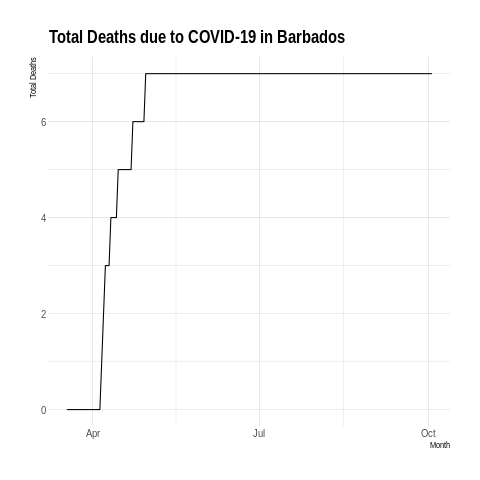 Total Deaths due to COVID-19 in Barbados
Total Deaths
6
4
2
0
Apr
Jul
Oct
Month